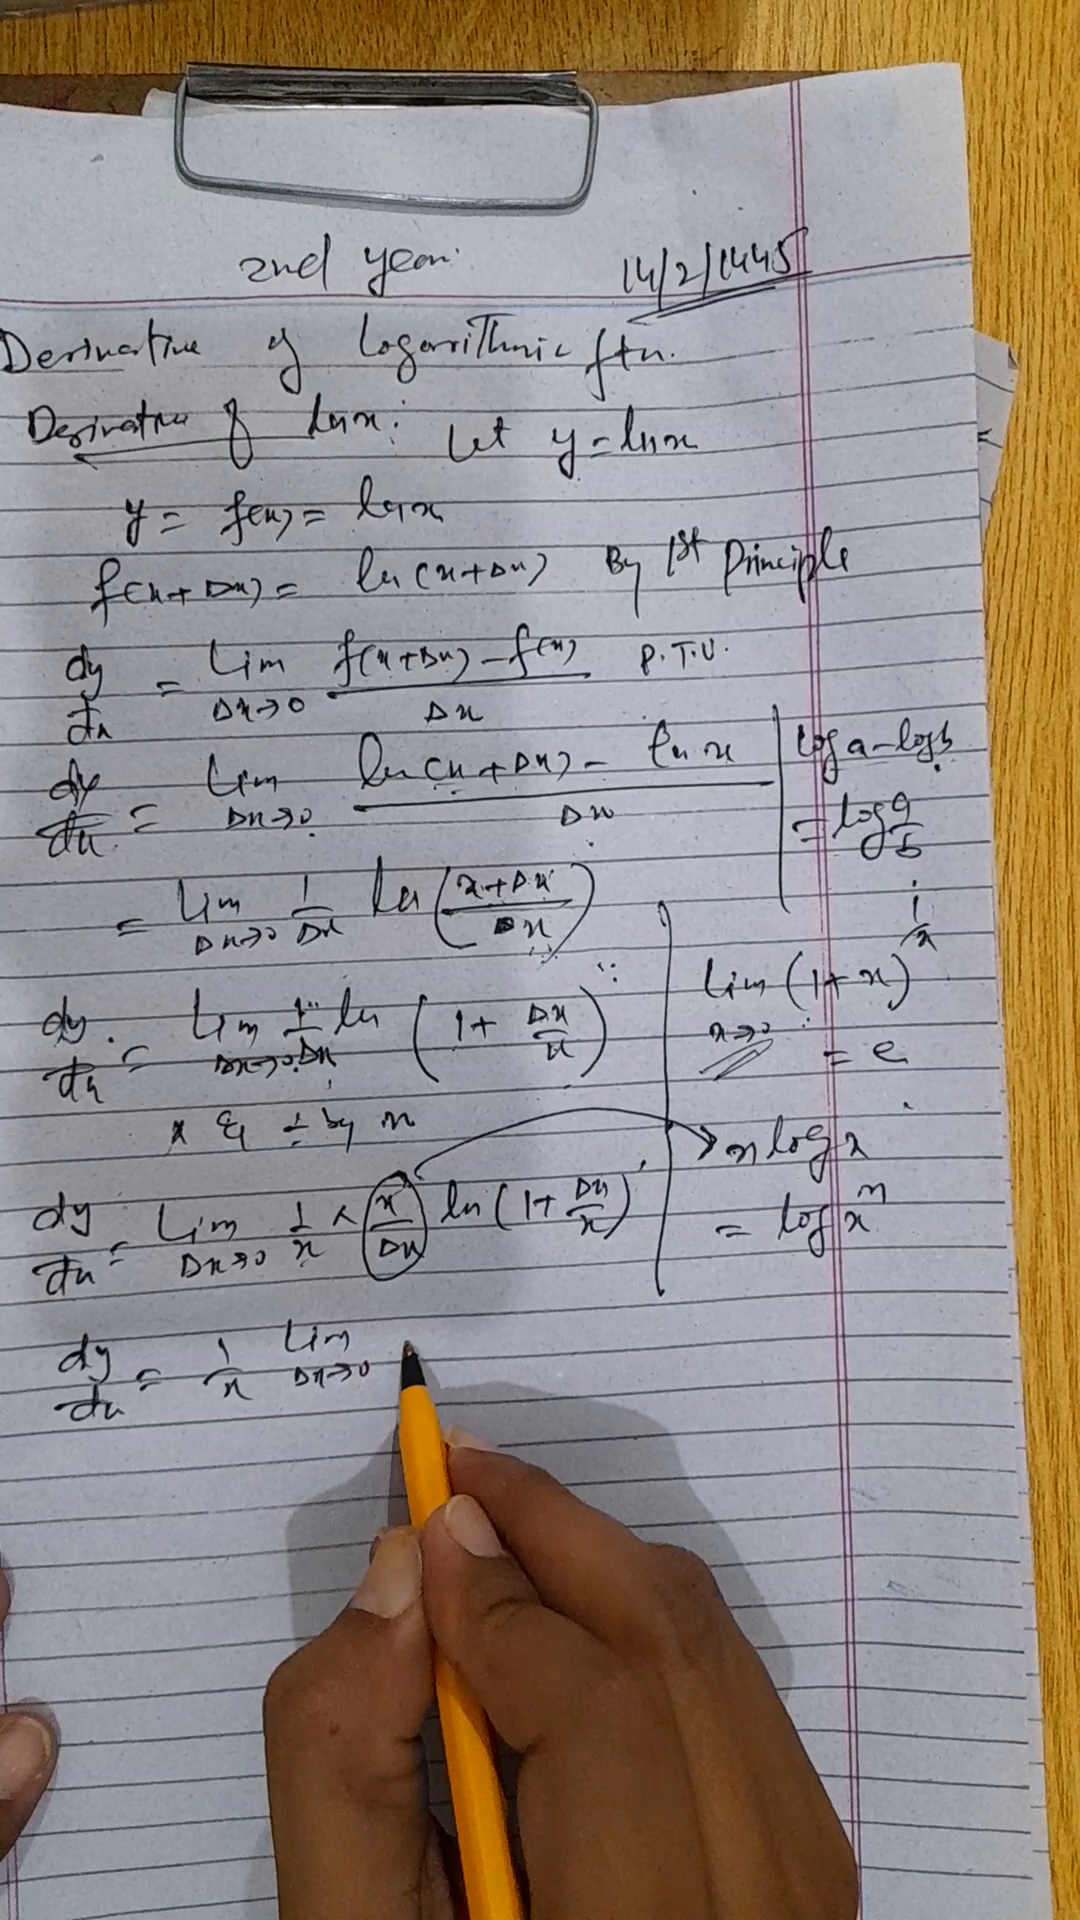 2nd year. 14/2/1445
Derivative of Logarithmic ftn.
Derivative of lnx: Let y = lnx
y = f(x) = lnx
f(x+Δx) = ln(x+Δx) By 1st Principle
dy/dx = Lim Δx→0 f(x+Δx) - f(x) / Δx P.T.V.
dy/dx = Lim Δx→0 ln(x+Δx) - lnx / Δx
log a - log b
= log a/b
= Lim Δx→0 1/Δx ln(x+Δx / x)
dy/dx = Lim Δx→0 1/Δx ln(1 + Δx/x) ∵
Lim x→0 (1+x)^1/x
= e
x & ÷ by x
dy/dx = Lim Δx→0 1/x × x/Δx ln(1+ Δx/x)
n log x
= log x^n
dy/dx = 1/x Lim Δx→0